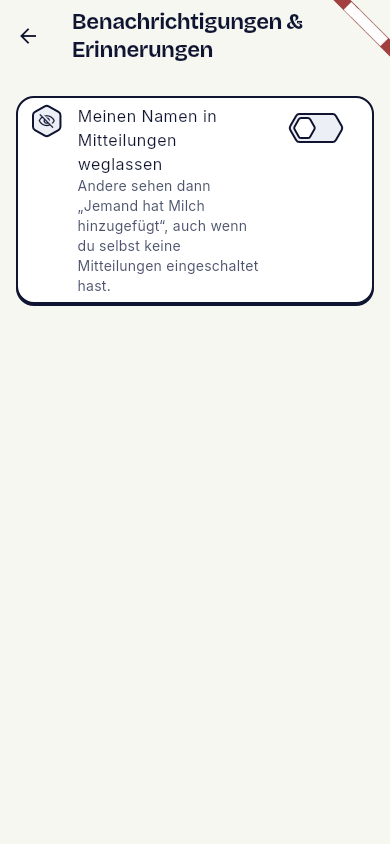 Benachrichtigungen &
Erinnerungen
Meinen Namen in
Mitteilungen
weglassen
Andere sehen dann
„Jemand hat Milch
hinzugefügt“, auch wenn
du selbst keine
Mitteilungen eingeschaltet
hast.